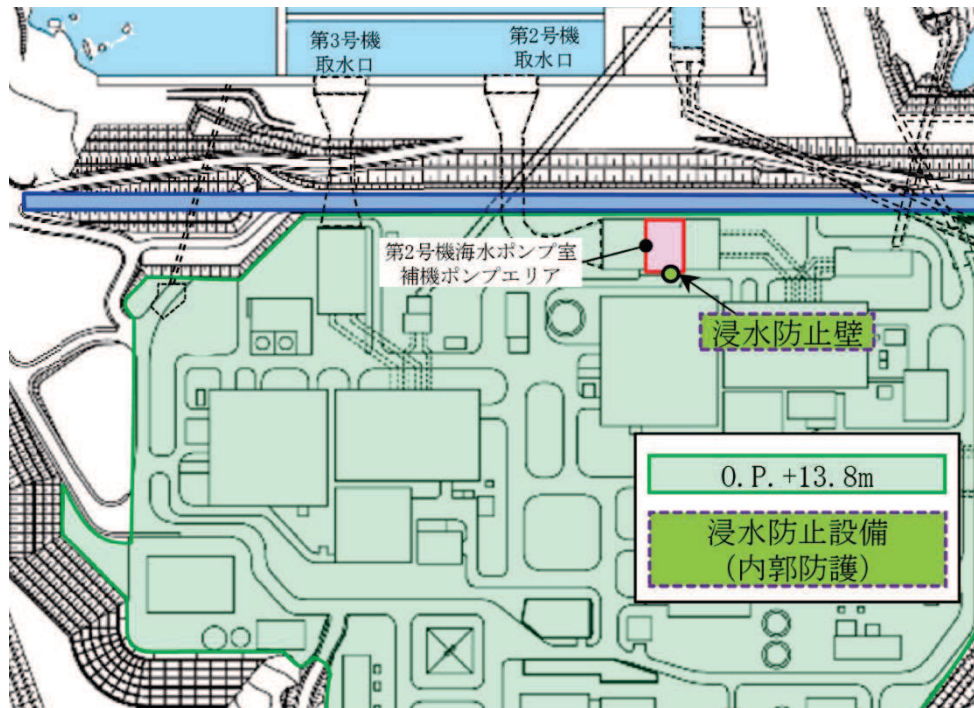 第3号機
取水口
第2号機
取水口
第2号機海水ポンプ室
補機ポンプエリア
浸水防止壁
O.P.+13.8m
浸水防止設備
(内郭防護)